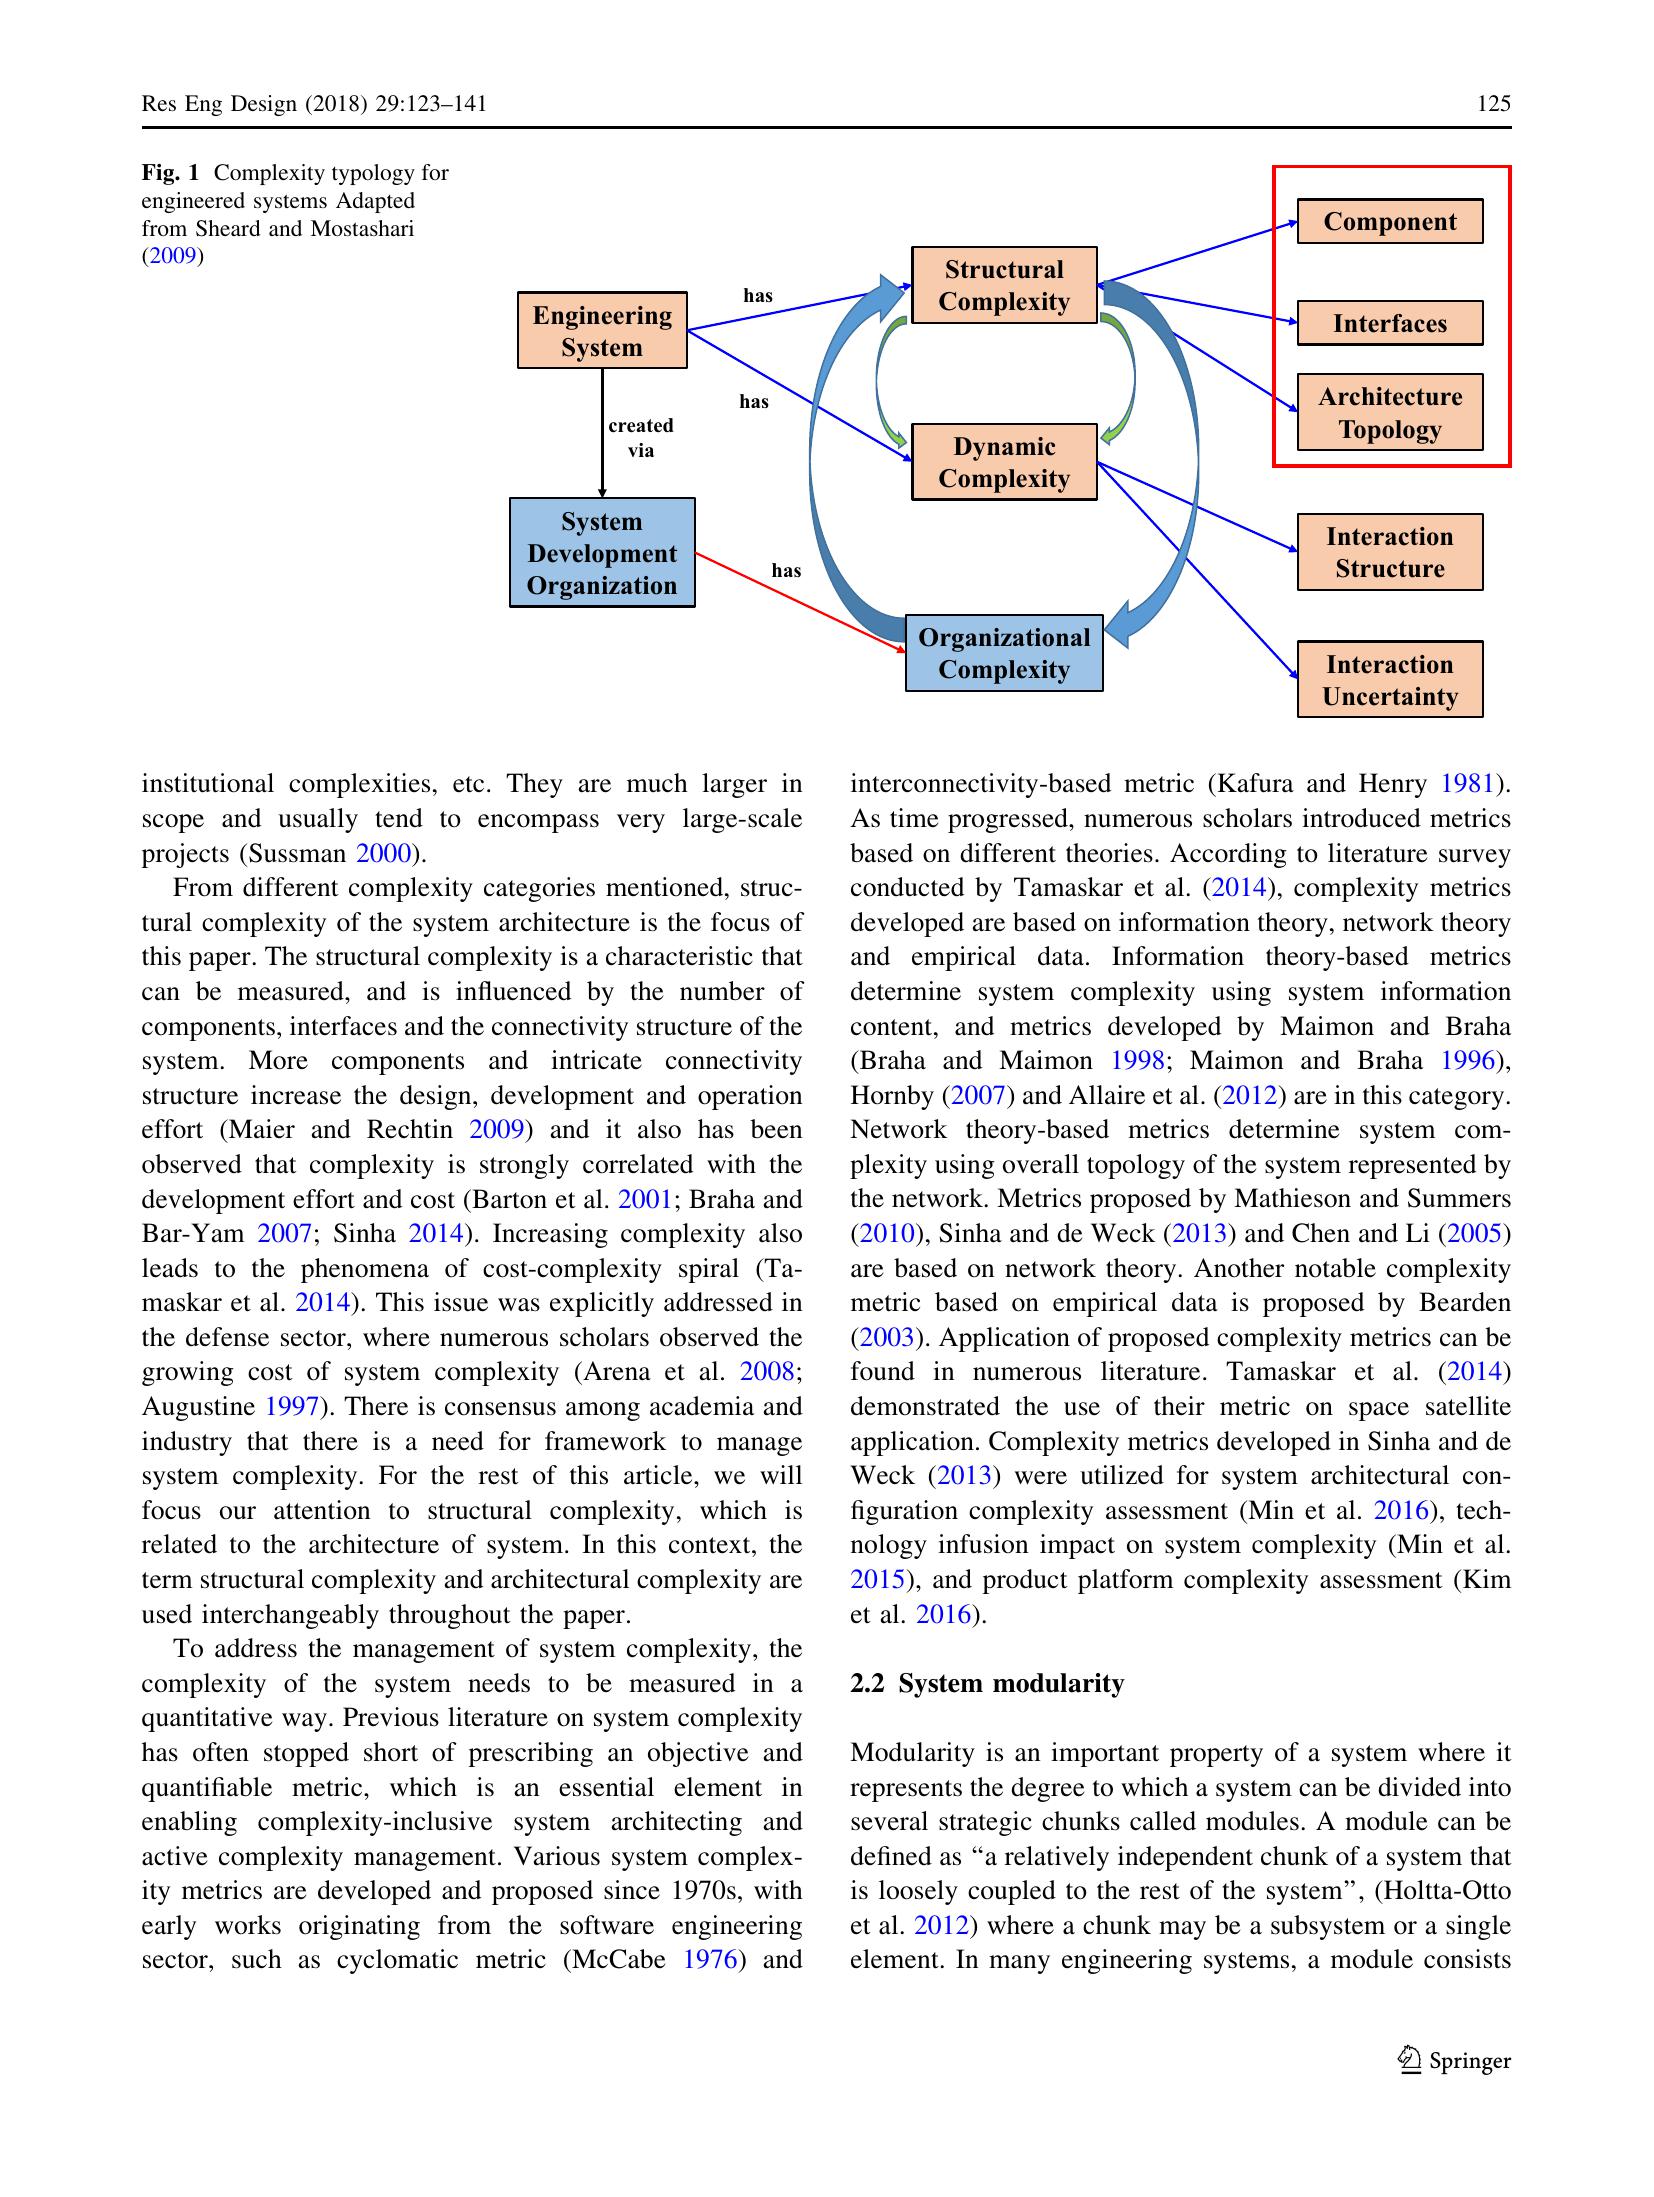 Res Eng Design (2018) 29:123–141
125
Fig. 1 Complexity typology for
engineered systems Adapted
from Sheard and Mostashari
(2009)
Engineering
System
created
via
System
Development
Organization
has
has
has
Structural
Complexity
Dynamic
Complexity
Organizational
Complexity
Component
Interfaces
Architecture
Topology
Interaction
Structure
Interaction
Uncertainty
institutional complexities, etc. They are much larger in
scope and usually tend to encompass very large-scale
projects (Sussman 2000).
From different complexity categories mentioned, struc-
tural complexity of the system architecture is the focus of
this paper. The structural complexity is a characteristic that
can be measured, and is influenced by the number of
components, interfaces and the connectivity structure of the
system. More components and intricate connectivity
structure increase the design, development and operation
effort (Maier and Rechtin 2009) and it also has been
observed that complexity is strongly correlated with the
development effort and cost (Barton et al. 2001; Braha and
Bar-Yam 2007; Sinha 2014). Increasing complexity also
leads to the phenomena of cost-complexity spiral (Ta-
maskar et al. 2014). This issue was explicitly addressed in
the defense sector, where numerous scholars observed the
growing cost of system complexity (Arena et al. 2008;
Augustine 1997). There is consensus among academia and
industry that there is a need for framework to manage
system complexity. For the rest of this article, we will
focus our attention to structural complexity, which is
related to the architecture of system. In this context, the
term structural complexity and architectural complexity are
used interchangeably throughout the paper.
To address the management of system complexity, the
complexity of the system needs to be measured in a
quantitative way. Previous literature on system complexity
has often stopped short of prescribing an objective and
quantifiable metric, which is an essential element in
enabling complexity-inclusive system architecting and
active complexity management. Various system complex-
ity metrics are developed and proposed since 1970s, with
early works originating from the software engineering
sector, such as cyclomatic metric (McCabe 1976) and
interconnectivity-based metric (Kafura and Henry 1981).
As time progressed, numerous scholars introduced metrics
based on different theories. According to literature survey
conducted by Tamaskar et al. (2014), complexity metrics
developed are based on information theory, network theory
and empirical data. Information theory-based metrics
determine system complexity using system information
content, and metrics developed by Maimon and Braha
(Braha and Maimon 1998; Maimon and Braha 1996),
Hornby (2007) and Allaire et al. (2012) are in this category.
Network theory-based metrics determine system com-
plexity using overall topology of the system represented by
the network. Metrics proposed by Mathieson and Summers
(2010), Sinha and de Weck (2013) and Chen and Li (2005)
are based on network theory. Another notable complexity
metric based on empirical data is proposed by Bearden
(2003). Application of proposed complexity metrics can be
found in numerous literature. Tamaskar et al. (2014)
demonstrated the use of their metric on space satellite
application. Complexity metrics developed in Sinha and de
Weck (2013) were utilized for system architectural con-
figuration complexity assessment (Min et al. 2016), tech-
nology infusion impact on system complexity (Min et al.
2015), and product platform complexity assessment (Kim
et al. 2016).
2.2 System modularity
Modularity is an important property of a system where it
represents the degree to which a system can be divided into
several strategic chunks called modules. A module can be
defined as “a relatively independent chunk of a system that
is loosely coupled to the rest of the system”, (Holtta-Otto
et al. 2012) where a chunk may be a subsystem or a single
element. In many engineering systems, a module consists
Springer